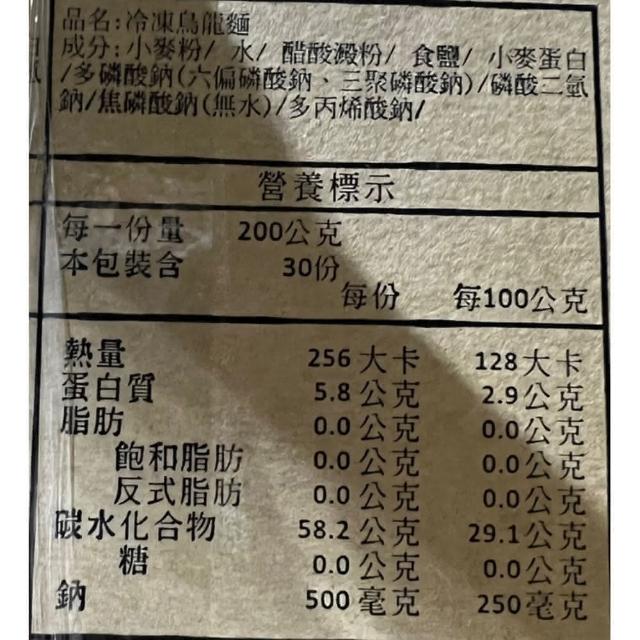 品名:冷凍烏龍麵
成分:小麥粉/ 水/ 醋酸澱粉/ 食鹽/ 小麥蛋白
/多磷酸鈉(六偏磷酸鈉、三聚磷酸鈉)/磷酸二氫
鈉/焦磷酸鈉(無水)/多丙烯酸鈉/
營養標示
每一份量 200公克
本包裝含 30份
每份 每100公克
熱量 256 大卡 128 大卡
蛋白質 5.8 公克 2.9 公克
脂肪 0.0 公克 0.0 公克
飽和脂肪 0.0 公克 0.0 公克
反式脂肪 0.0 公克 0.0 公克
碳水化合物 58.2 公克 29.1 公克
糖 0.0 公克 0.0 公克
鈉 500 毫克 250 毫克